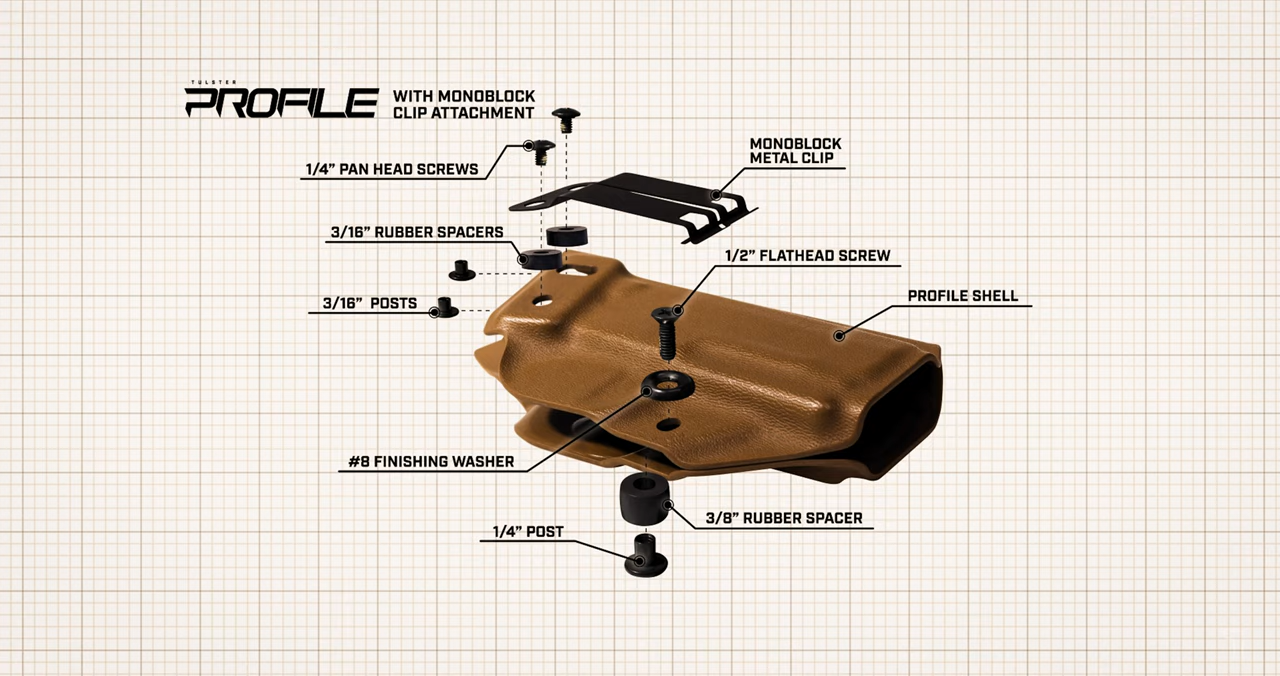 TULSTER
PROFILE
WITH MONOBLOCK
CLIP ATTACHMENT
MONOBLOCK
METAL CLIP
1/4” PAN HEAD SCREWS
3/16” RUBBER SPACERS
1/2” FLATHEAD SCREW
3/16” POSTS
PROFILE SHELL
#8 FINISHING WASHER
3/8” RUBBER SPACER
1/4” POST